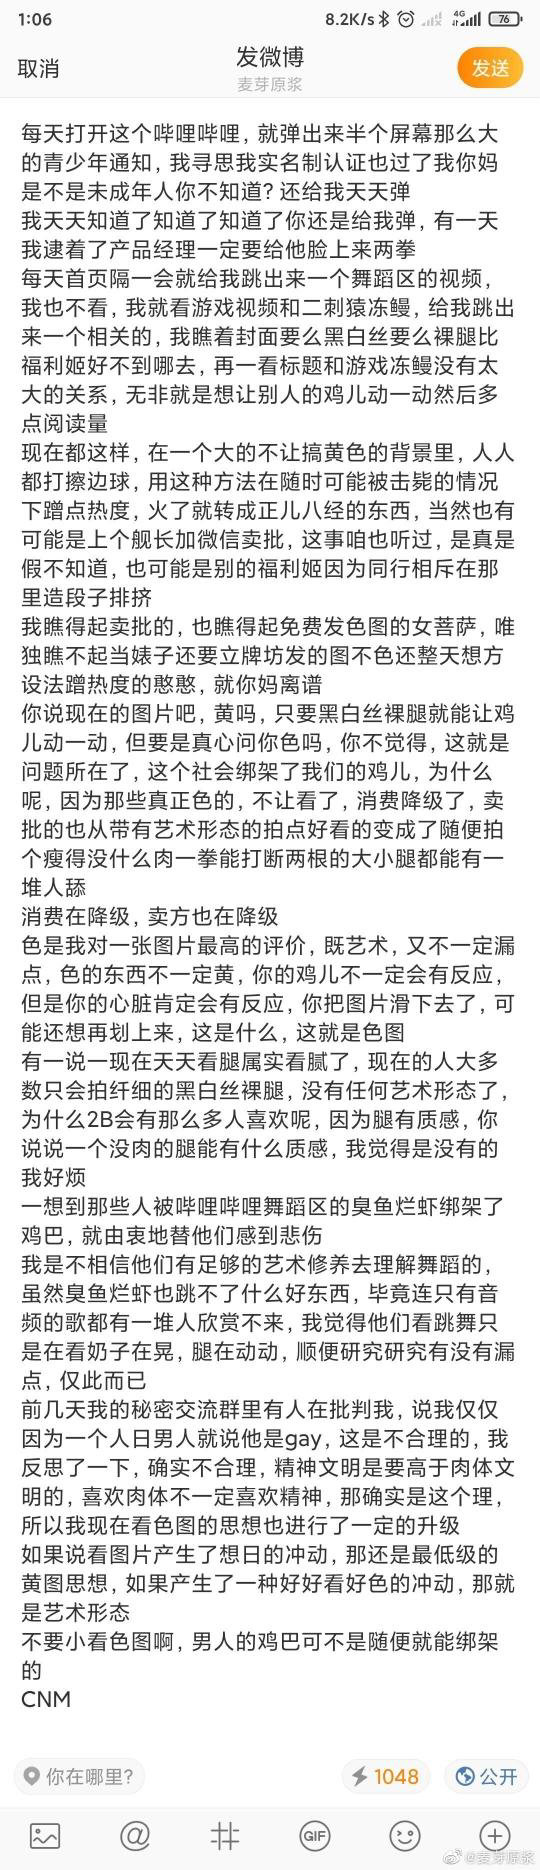 1:06
8.2K/s
4G
76
取消
发微博
麦芽原浆
发送
每天打开这个哔哩哔哩，就弹出来半个屏幕那么大
的青少年通知，我寻思我实名制认证也过了我你妈
是不是未成年人你不知道？还给我天天弹
我天天知道了知道了知道了你还是给我弹，有一天
我逮着了产品经理一定要给他脸上来两拳
每天首页隔一会就给我跳出来一个舞蹈区的视频，
我也不看，我就看游戏视频和二刺猿冻鳗，给我跳出
来一个相关的，我瞧着封面要么黑白丝要么裸腿比
福利姬好不到哪去，再一看标题和游戏冻鳗没有太
大的关系，无非就是想让别人的鸡儿动一动然后多
点阅读量
现在都这样，在一个大的不让搞黄色的背景里，人人
都打擦边球，用这种方法在随时可能被击毙的情况
下蹭点热度，火了就转成正儿八经的东西，当然也有
可能是上个舰长加微信卖批，这事咱也听过，是真是
假不知道，也可能是别的福利姬因为同行相斥在那
里造段子排挤
我瞧得起卖批的，也瞧得起免费发色图的女菩萨，唯
独瞧不起当婊子还要立牌坊发的图不色还整天想方
设法蹭热度的憨憨，就你妈离谱
你说现在的图片吧，黄吗，只要黑白丝裸腿就能让鸡
儿动一动，但要是真心问你色吗，你不觉得，这就是
问题所在了，这个社会绑架了我们的鸡儿，为什么
呢，因为那些真正色的，不让看了，消费降级了，卖
批的也从带有艺术形态的拍点好看的变成了随便拍
个瘦得没什么肉一拳能打断两根的大小腿都能有一
堆人舔
消费在降级，卖方也在降级
色是我对一张图片最高的评价，既艺术，又不一定漏
点，色的东西不一定黄，你的鸡儿不一定会有反应，
但是你的心脏肯定会有反应，你把图片滑下去了，可
能还想再划上来，这是什么，这就是色图
有一说一现在天天看腿属实看腻了，现在的人大多
数只会拍纤细的黑白丝裸腿，没有任何艺术形态了，
为什么2B会有那么多人喜欢呢，因为腿有质感，你
说说一个没肉的腿能有什么质感，我觉得是没有的
我好烦
一想到那些人被哔哩哔哩舞蹈区的臭鱼烂虾绑架了
鸡巴，就由衷地替他们感到悲伤
我是不相信他们有足够的艺术修养去理解舞蹈的，
虽然臭鱼烂虾也跳不了什么好东西，毕竟连只有音
频的歌都有一堆人欣赏不来，我觉得他们看跳舞只
是在看奶子在晃，腿在动动，顺便研究研究有没有漏
点，仅此而已
前几天我的秘密交流群里有人在批判我，说我仅仅
因为一个人日男人就说他是gay，这是不合理的，我
反思了一下，确实不合理，精神文明是要高于肉体文
明的，喜欢肉体不一定喜欢精神，那确实是这个理，
所以我现在看色图的思想也进行了一定的升级
如果说看图片产生了想日的冲动，那还是最低级的
黄图思想，如果产生了一种好好看好色的冲动，那就
是艺术形态
不要小看色图啊，男人的鸡巴可不是随便就能绑架
的
CNM
你在哪里?
1048
公开
GIF
@麦芽原浆